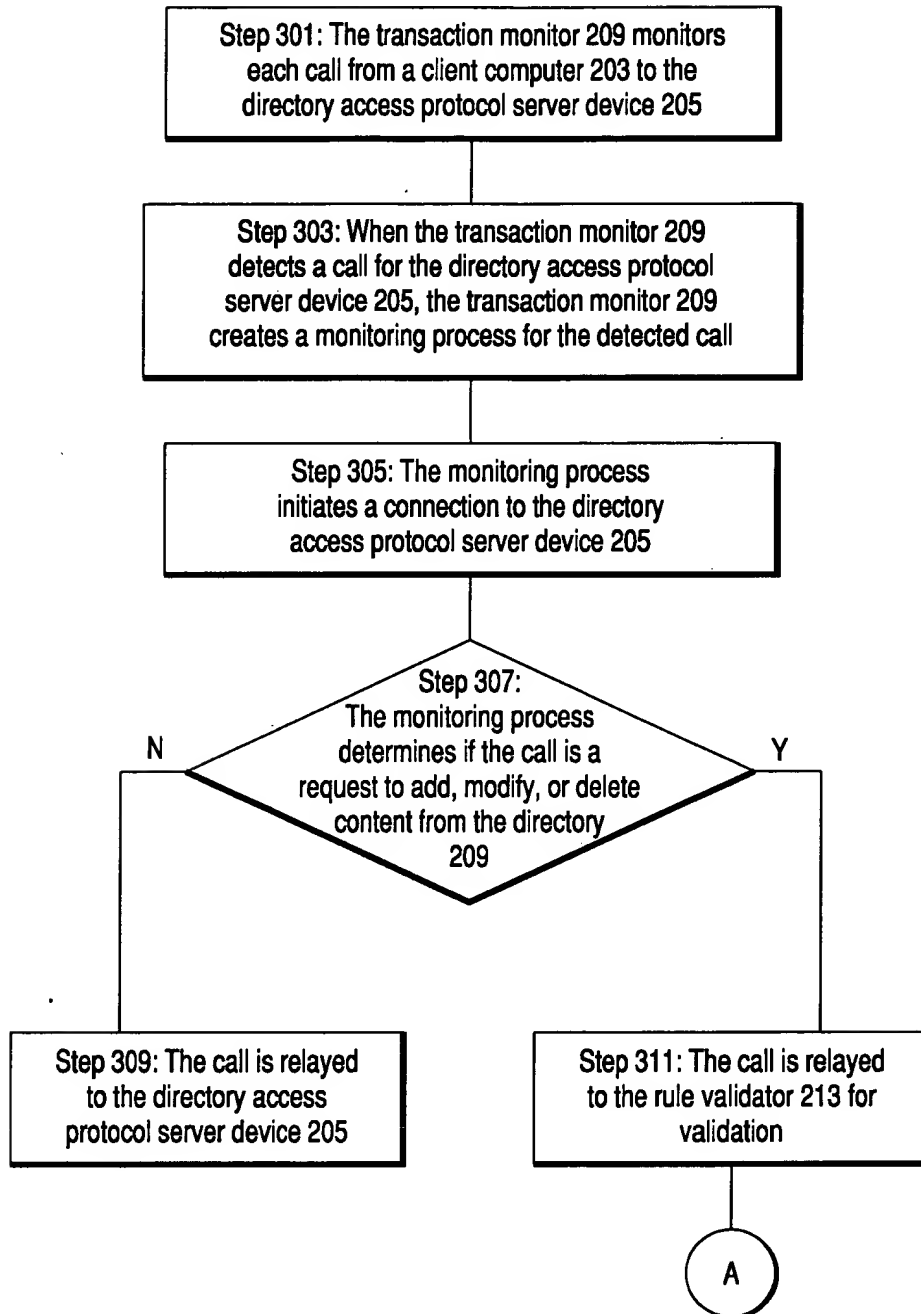 Step 301: The transaction monitor 209 monitors
each call from a client computer 203 to the
directory access protocol server device 205
Step 303: When the transaction monitor 209
detects a call for the directory access protocol
server device 205, the transaction monitor 209
creates a monitoring process for the detected call
Step 305: The monitoring process
initiates a connection to the directory
access protocol server device 205
Step 307:
The monitoring process
determines if the call is a
request to add, modify, or delete
content from the directory
209
N
Y
Step 309: The call is relayed
to the directory access
protocol server device 205
Step 311: The call is relayed
to the rule validator 213 for
validation
A